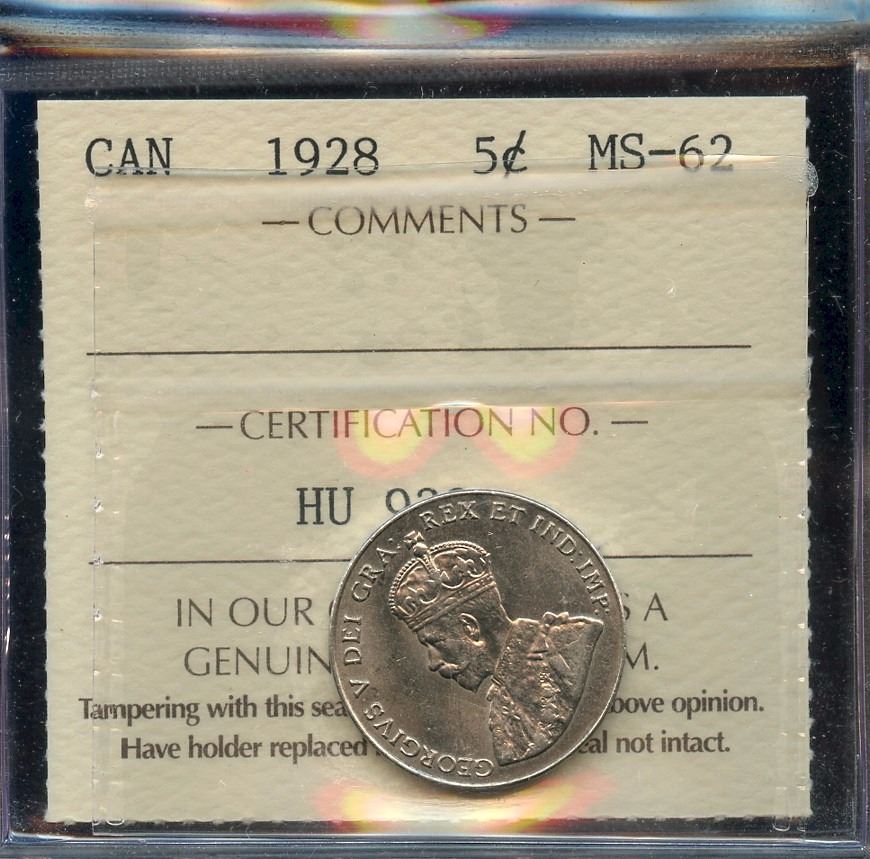 CAN 1928 5¢ MS-62
— COMMENTS —
— CERTIFICATION NO. —
HU
IN OUR
S A
GENUIN
M.
Tampering with this sea
bove opinion.
Have holder replaced
eal not intact.
GEORGIVS V DEI GRA: REX ET IND: IMP: